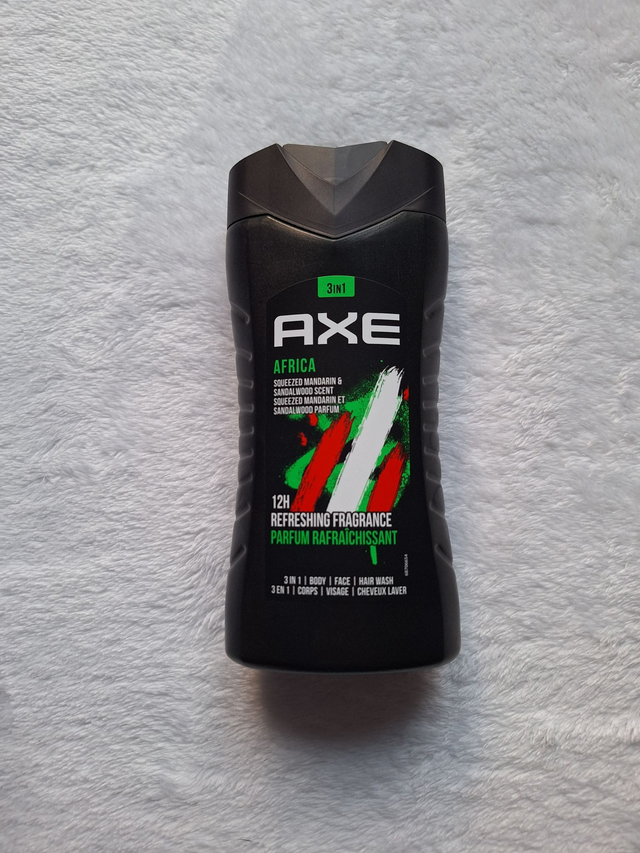 3IN1
AXE
AFRICA
SQUEEZED MANDARIN &
SANDALWOOD SCENT
SQUEEZED MANDARIN ET
SANDALWOOD PARFUM
12H
REFRESHING FRAGRANCE
PARFUM RAFRAÎCHISSANT
3 IN 1 | BODY | FACE | HAIR WASH
3 EN 1 | CORPS | VISAGE | CHEVEUX LAVER